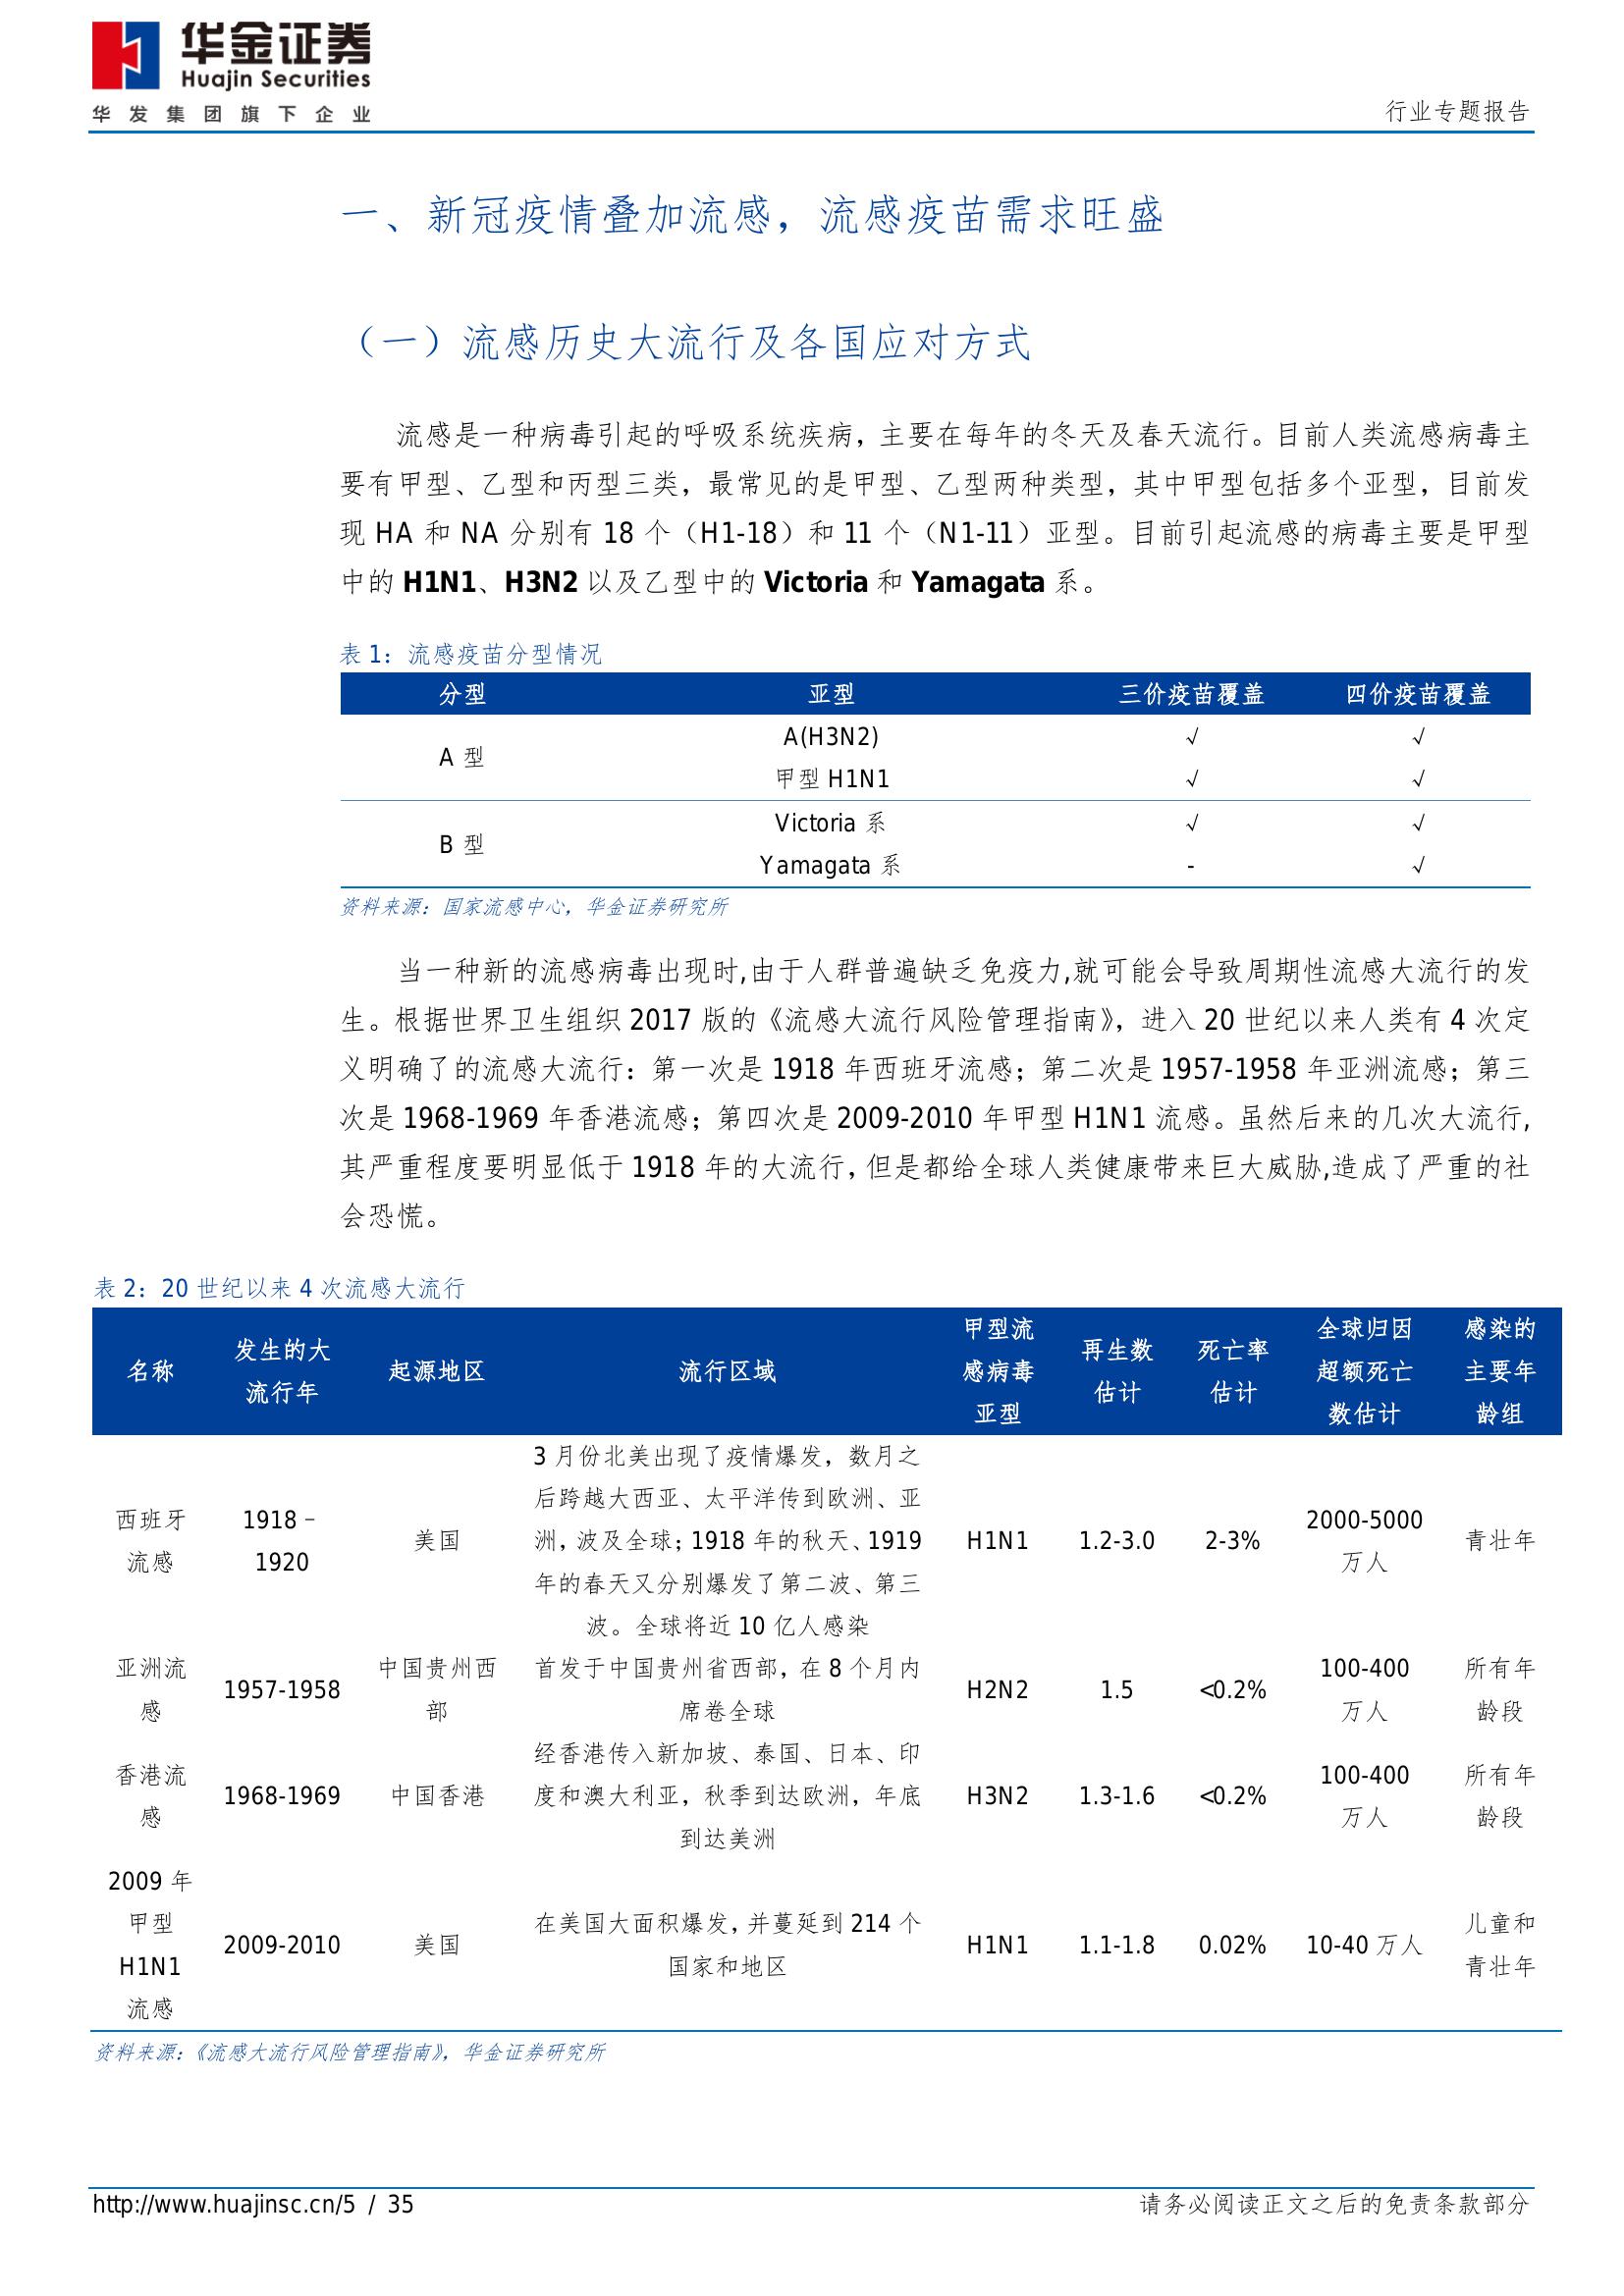 华金证券
Huajin Securities
华发集团旗下企业
行业专题报告
一、新冠疫情叠加流感，流感疫苗需求旺盛
（一）流感历史大流行及各国应对方式
流感是一种病毒引起的呼吸系统疾病，主要在每年的冬天及春天流行。目前人类流感病毒主
要有甲型、乙型和丙型三类，最常见的是甲型、乙型两种类型，其中甲型包括多个亚型，目前发
现 HA 和 NA 分别有 18 个（H1-18）和 11 个（N1-11）亚型。目前引起流感的病毒主要是甲型
中的 H1N1、H3N2 以及乙型中的 Victoria 和 Yamagata 系。
表 1：流感疫苗分型情况
分型 亚型 三价疫苗覆盖 四价疫苗覆盖
A 型
A(H3N2) √ √
甲型 H1N1 √ √
B 型
Victoria 系 √ √
Yamagata 系 - √
资料来源：国家流感中心，华金证券研究所
当一种新的流感病毒出现时,由于人群普遍缺乏免疫力,就可能会导致周期性流感大流行的发
生。根据世界卫生组织 2017 版的《流感大流行风险管理指南》，进入 20 世纪以来人类有 4 次定
义明确了的流感大流行：第一次是 1918 年西班牙流感；第二次是 1957-1958 年亚洲流感；第三
次是 1968-1969 年香港流感；第四次是 2009-2010 年甲型 H1N1 流感。虽然后来的几次大流行,
其严重程度要明显低于 1918 年的大流行，但是都给全球人类健康带来巨大威胁,造成了严重的社
会恐慌。
表 2：20 世纪以来 4 次流感大流行
名称
发生的大
流行年
起源地区
流行区域
甲型流
感病毒
亚型
再生数
估计
死亡率
估计
全球归因
超额死亡
数估计
感染的
主要年
龄组
西班牙
流感
1918 –
1920
美国
3 月份北美出现了疫情爆发，数月之
后跨越大西亚、太平洋传到欧洲、亚
洲，波及全球；1918 年的秋天、1919
年的春天又分别爆发了第二波、第三
波。全球将近 10 亿人感染
H1N1
1.2-3.0
2-3%
2000-5000
万人
青壮年
亚洲流
感
1957-1958
中国贵州西
部
首发于中国贵州省西部，在 8 个月内
席卷全球
H2N2
1.5
<0.2%
100-400
万人
所有年
龄段
香港流
感
1968-1969
中国香港
经香港传入新加坡、泰国、日本、印
度和澳大利亚，秋季到达欧洲，年底
到达美洲
H3N2
1.3-1.6
<0.2%
100-400
万人
所有年
龄段
2009 年
甲型
H1N1
流感
2009-2010
美国
在美国大面积爆发，并蔓延到 214 个
国家和地区
H1N1
1.1-1.8
0.02%
10-40 万人
儿童和
青壮年
资料来源：《流感大流行风险管理指南》，华金证券研究所
http://www.huajinsc.cn/5 / 35
请务必阅读正文之后的免责条款部分